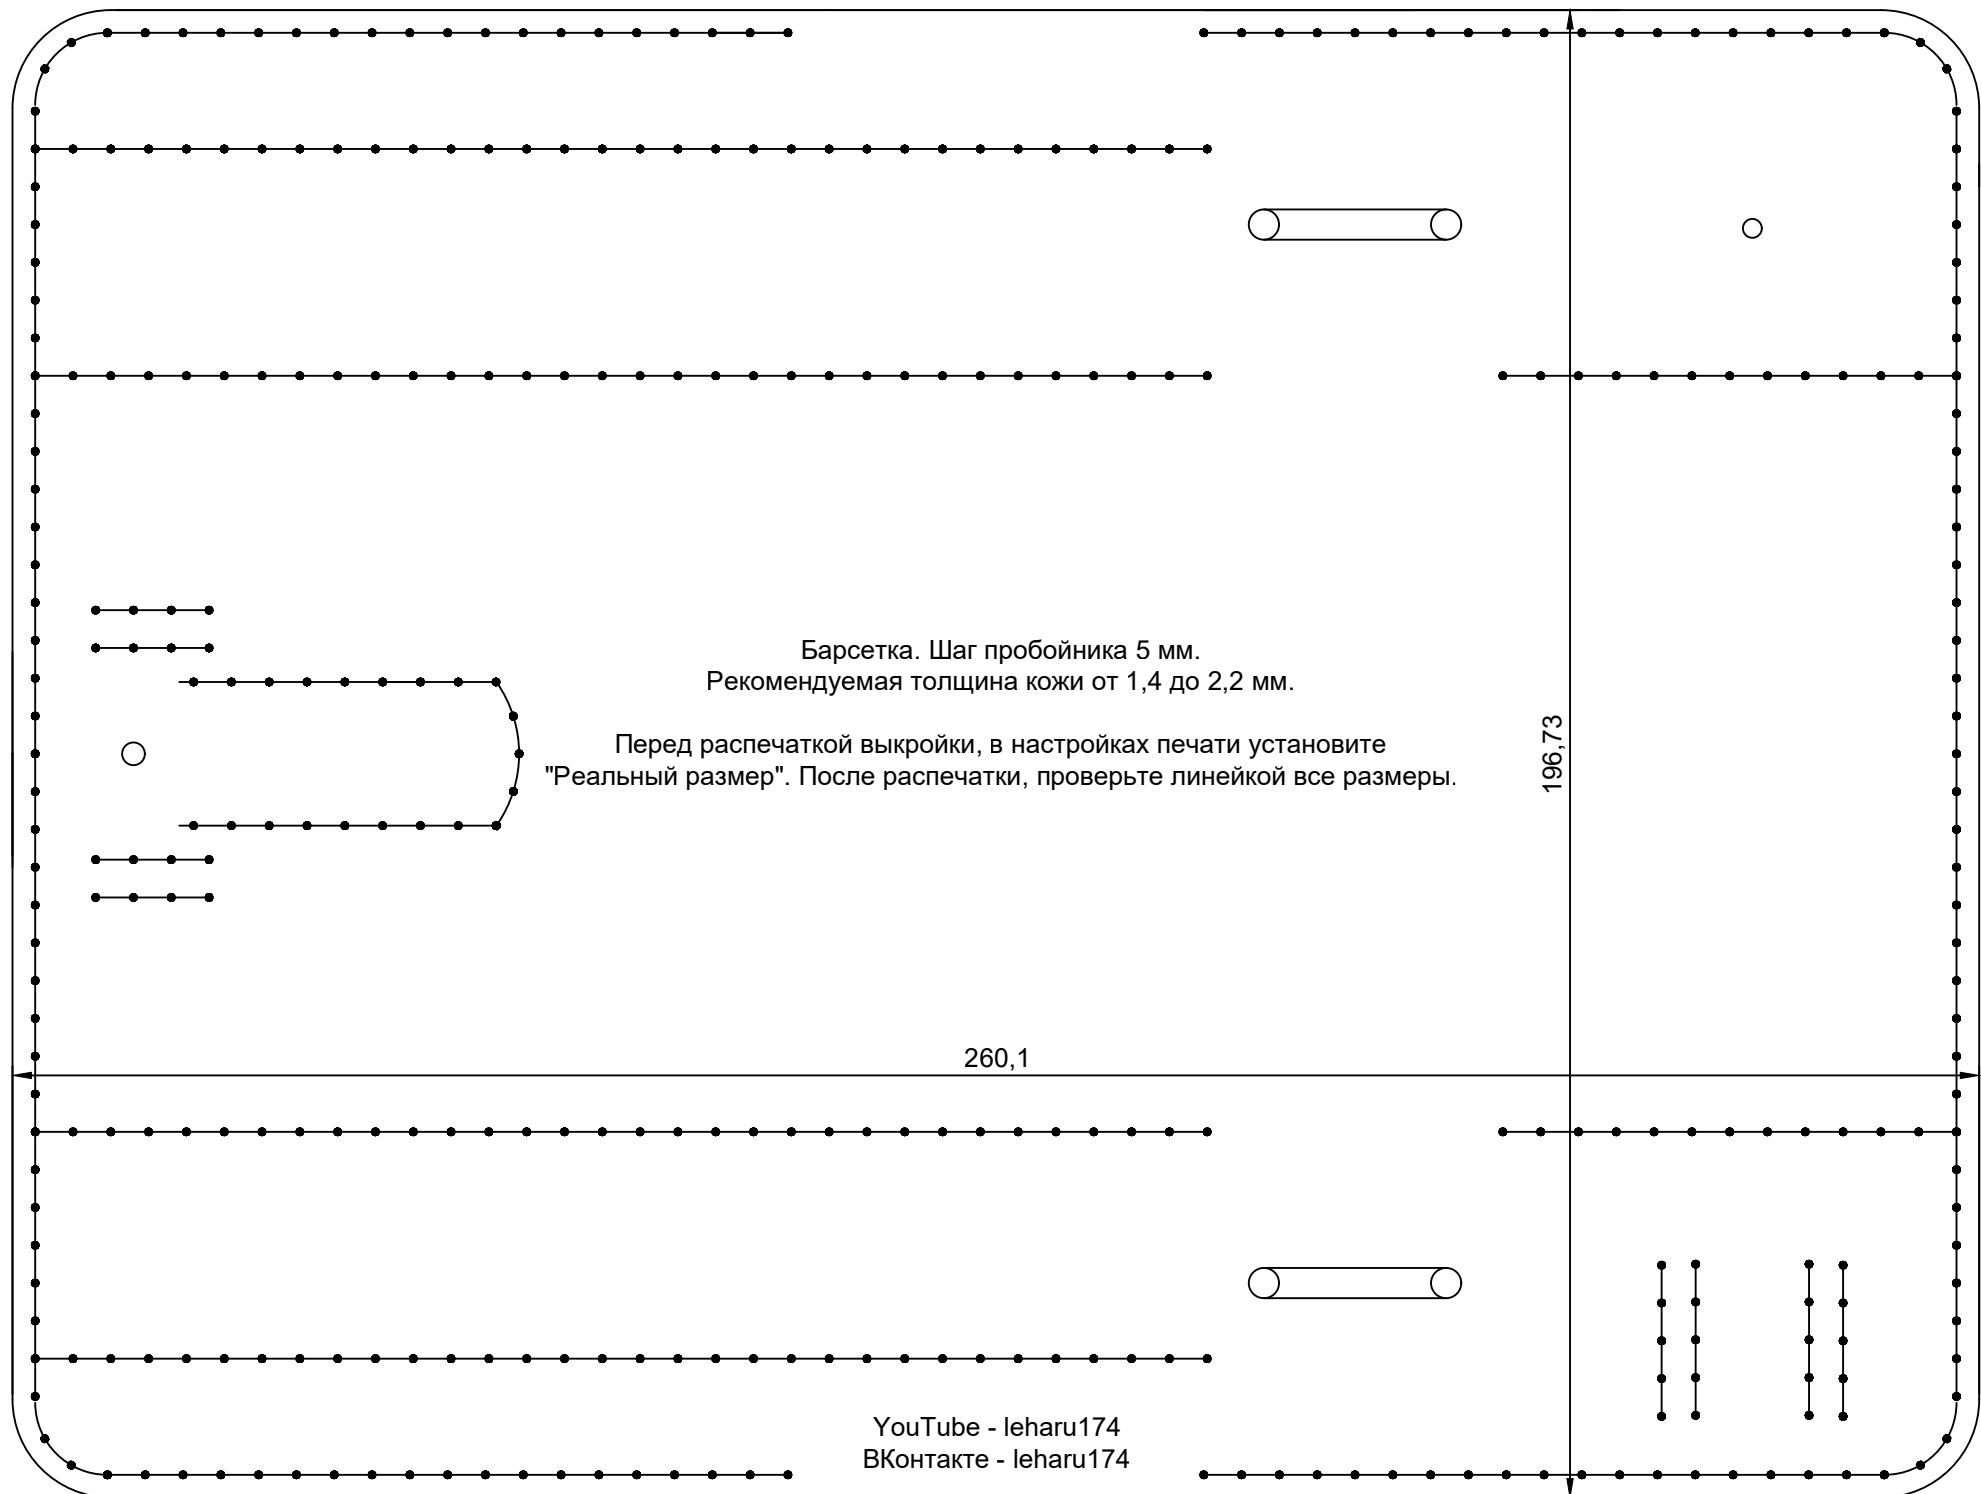 Барсетка. Шаг пробойника 5 мм.
Рекомендуемая толщина кожи от 1,4 до 2,2 мм.
Перед распечаткой выкройки, в настройках печати установите
"Реальный размер". После распечатки, проверьте линейкой все размеры.
196,73
260,1
YouTube - leharu174
ВКонтакте - leharu174